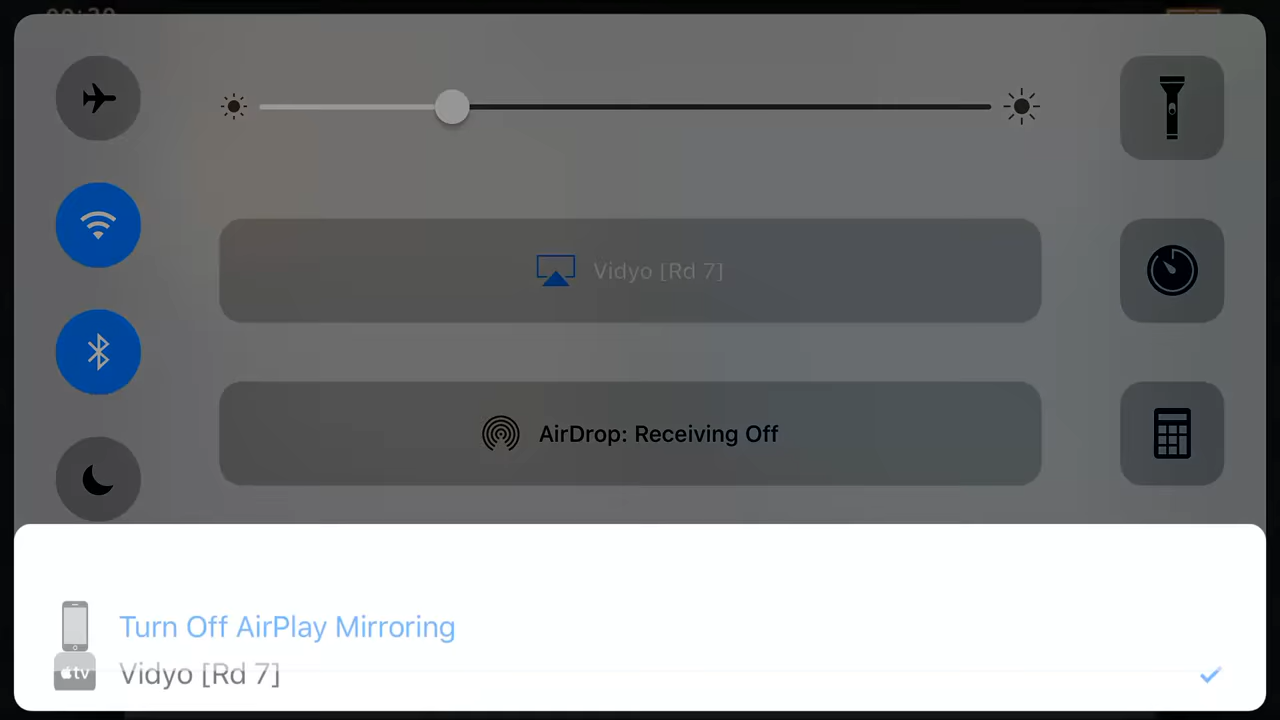 Vidyo [Rd 7]
AirDrop: Receiving Off
Turn Off AirPlay Mirroring
tv
Vidyo [Rd 7]